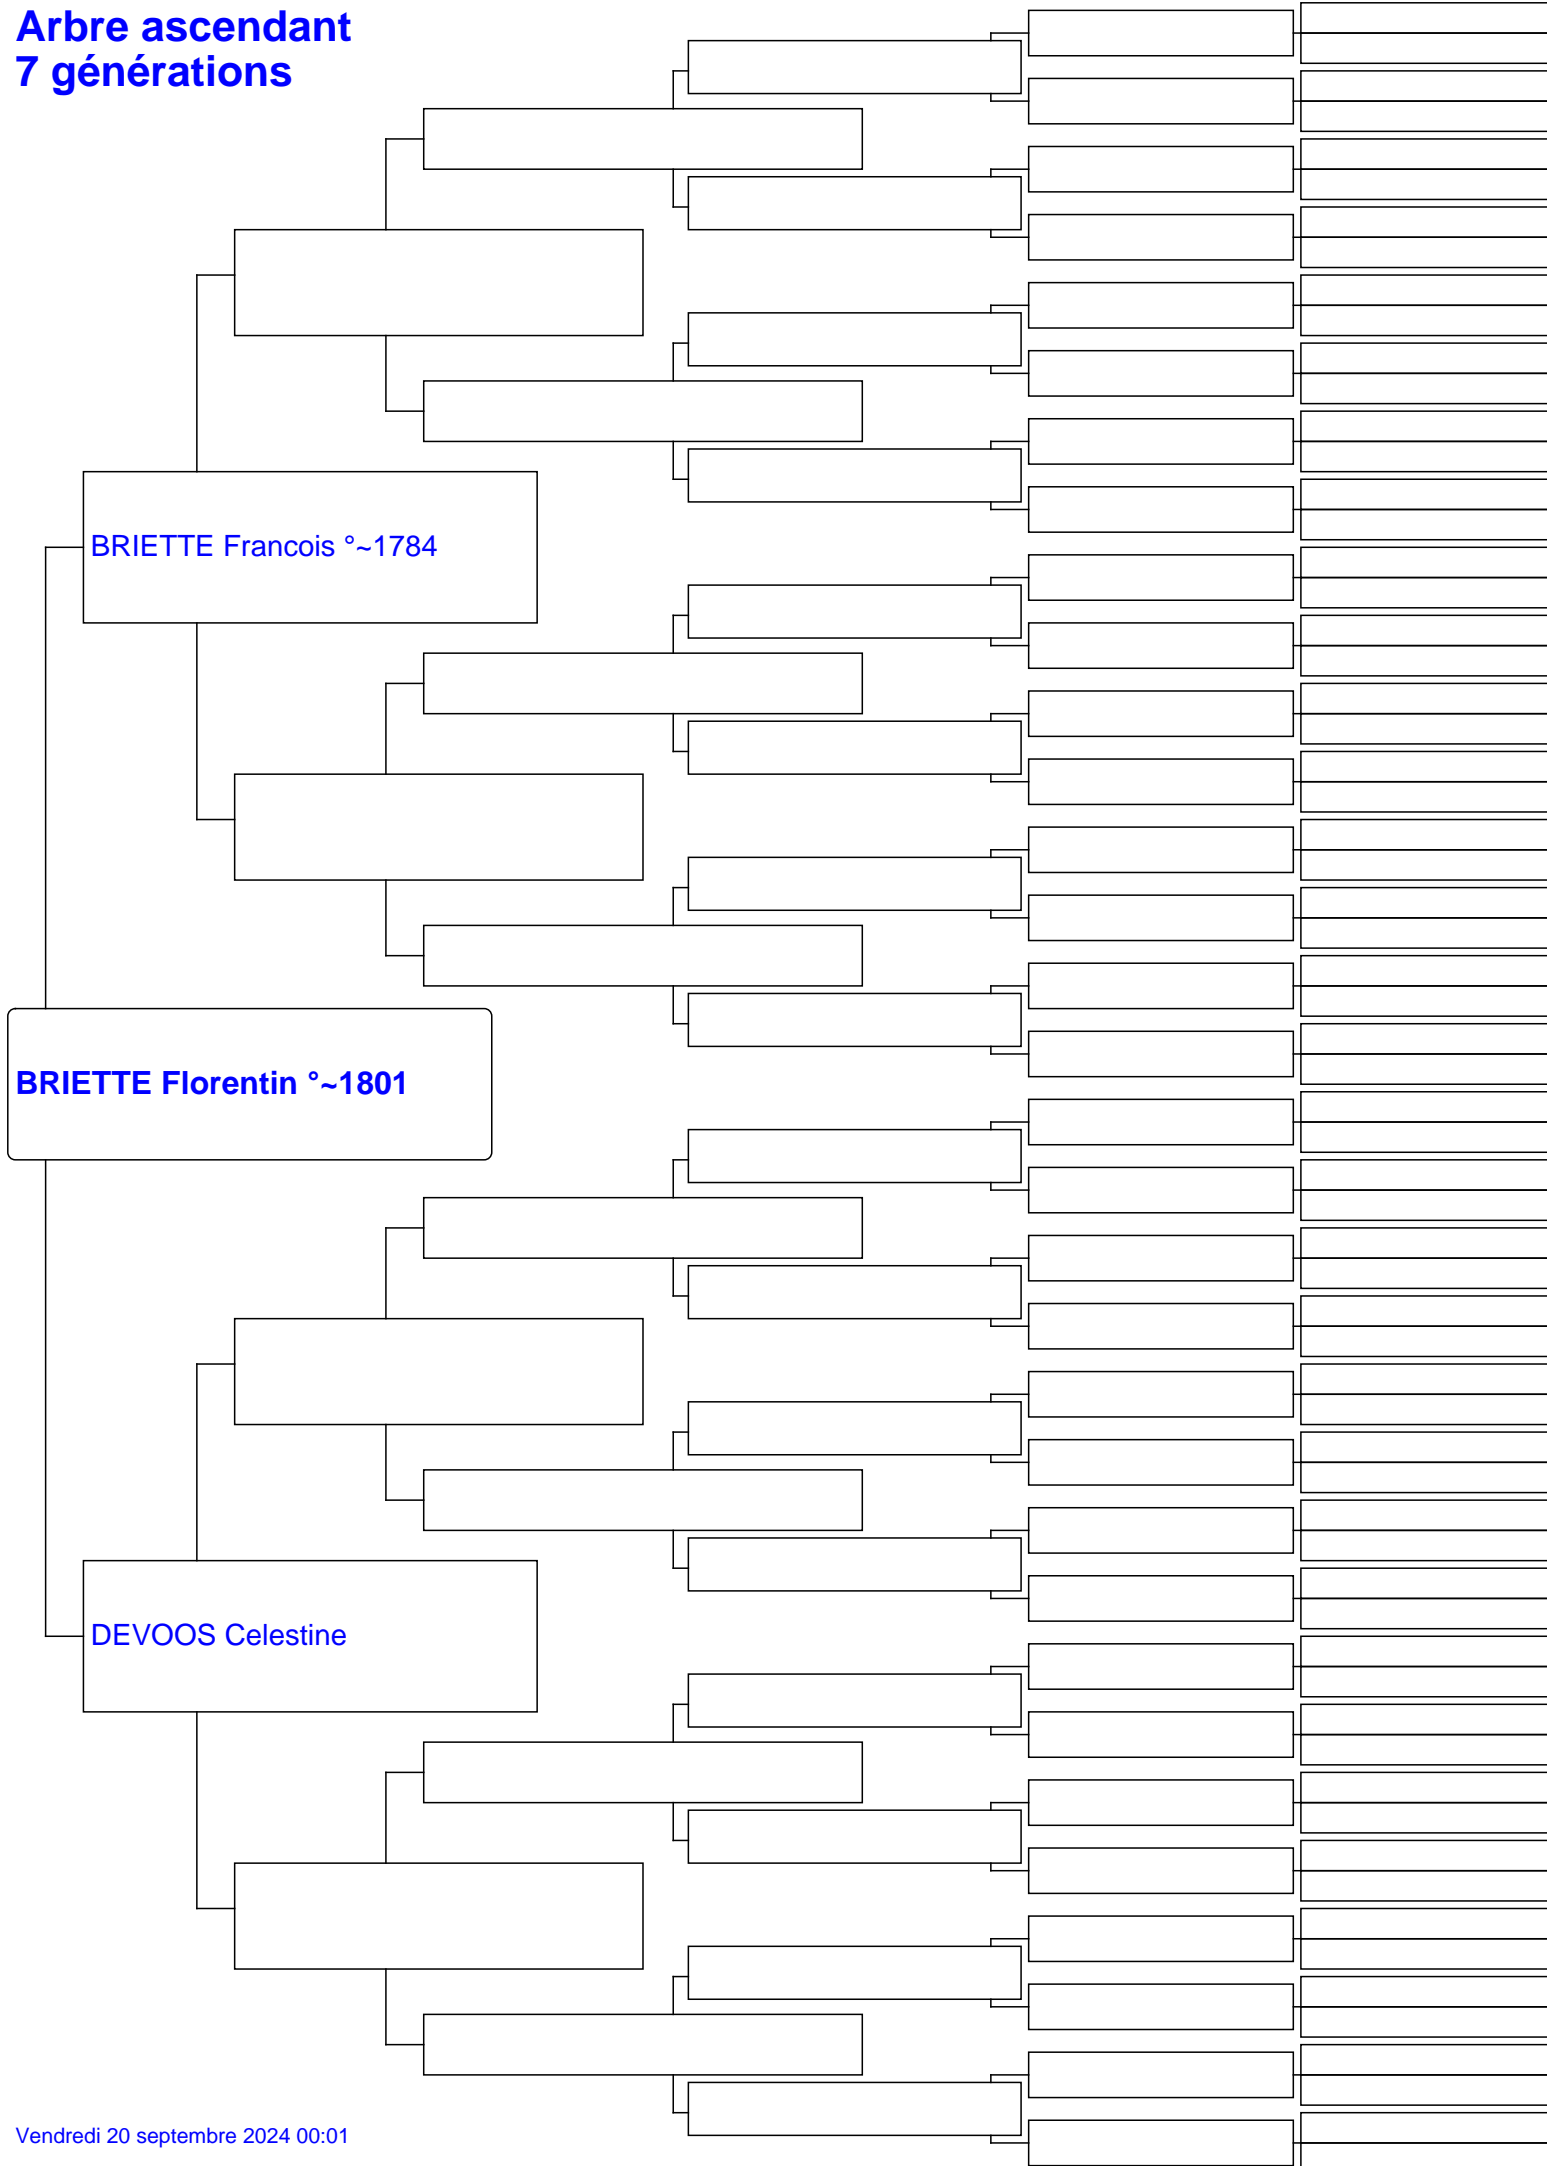 Arbre ascendant
7 générations
BRIETTE Francois °~1784
BRIETTE Florentin °~1801
DEVOOS Celestine
Vendredi 20 septembre 2024 00:01